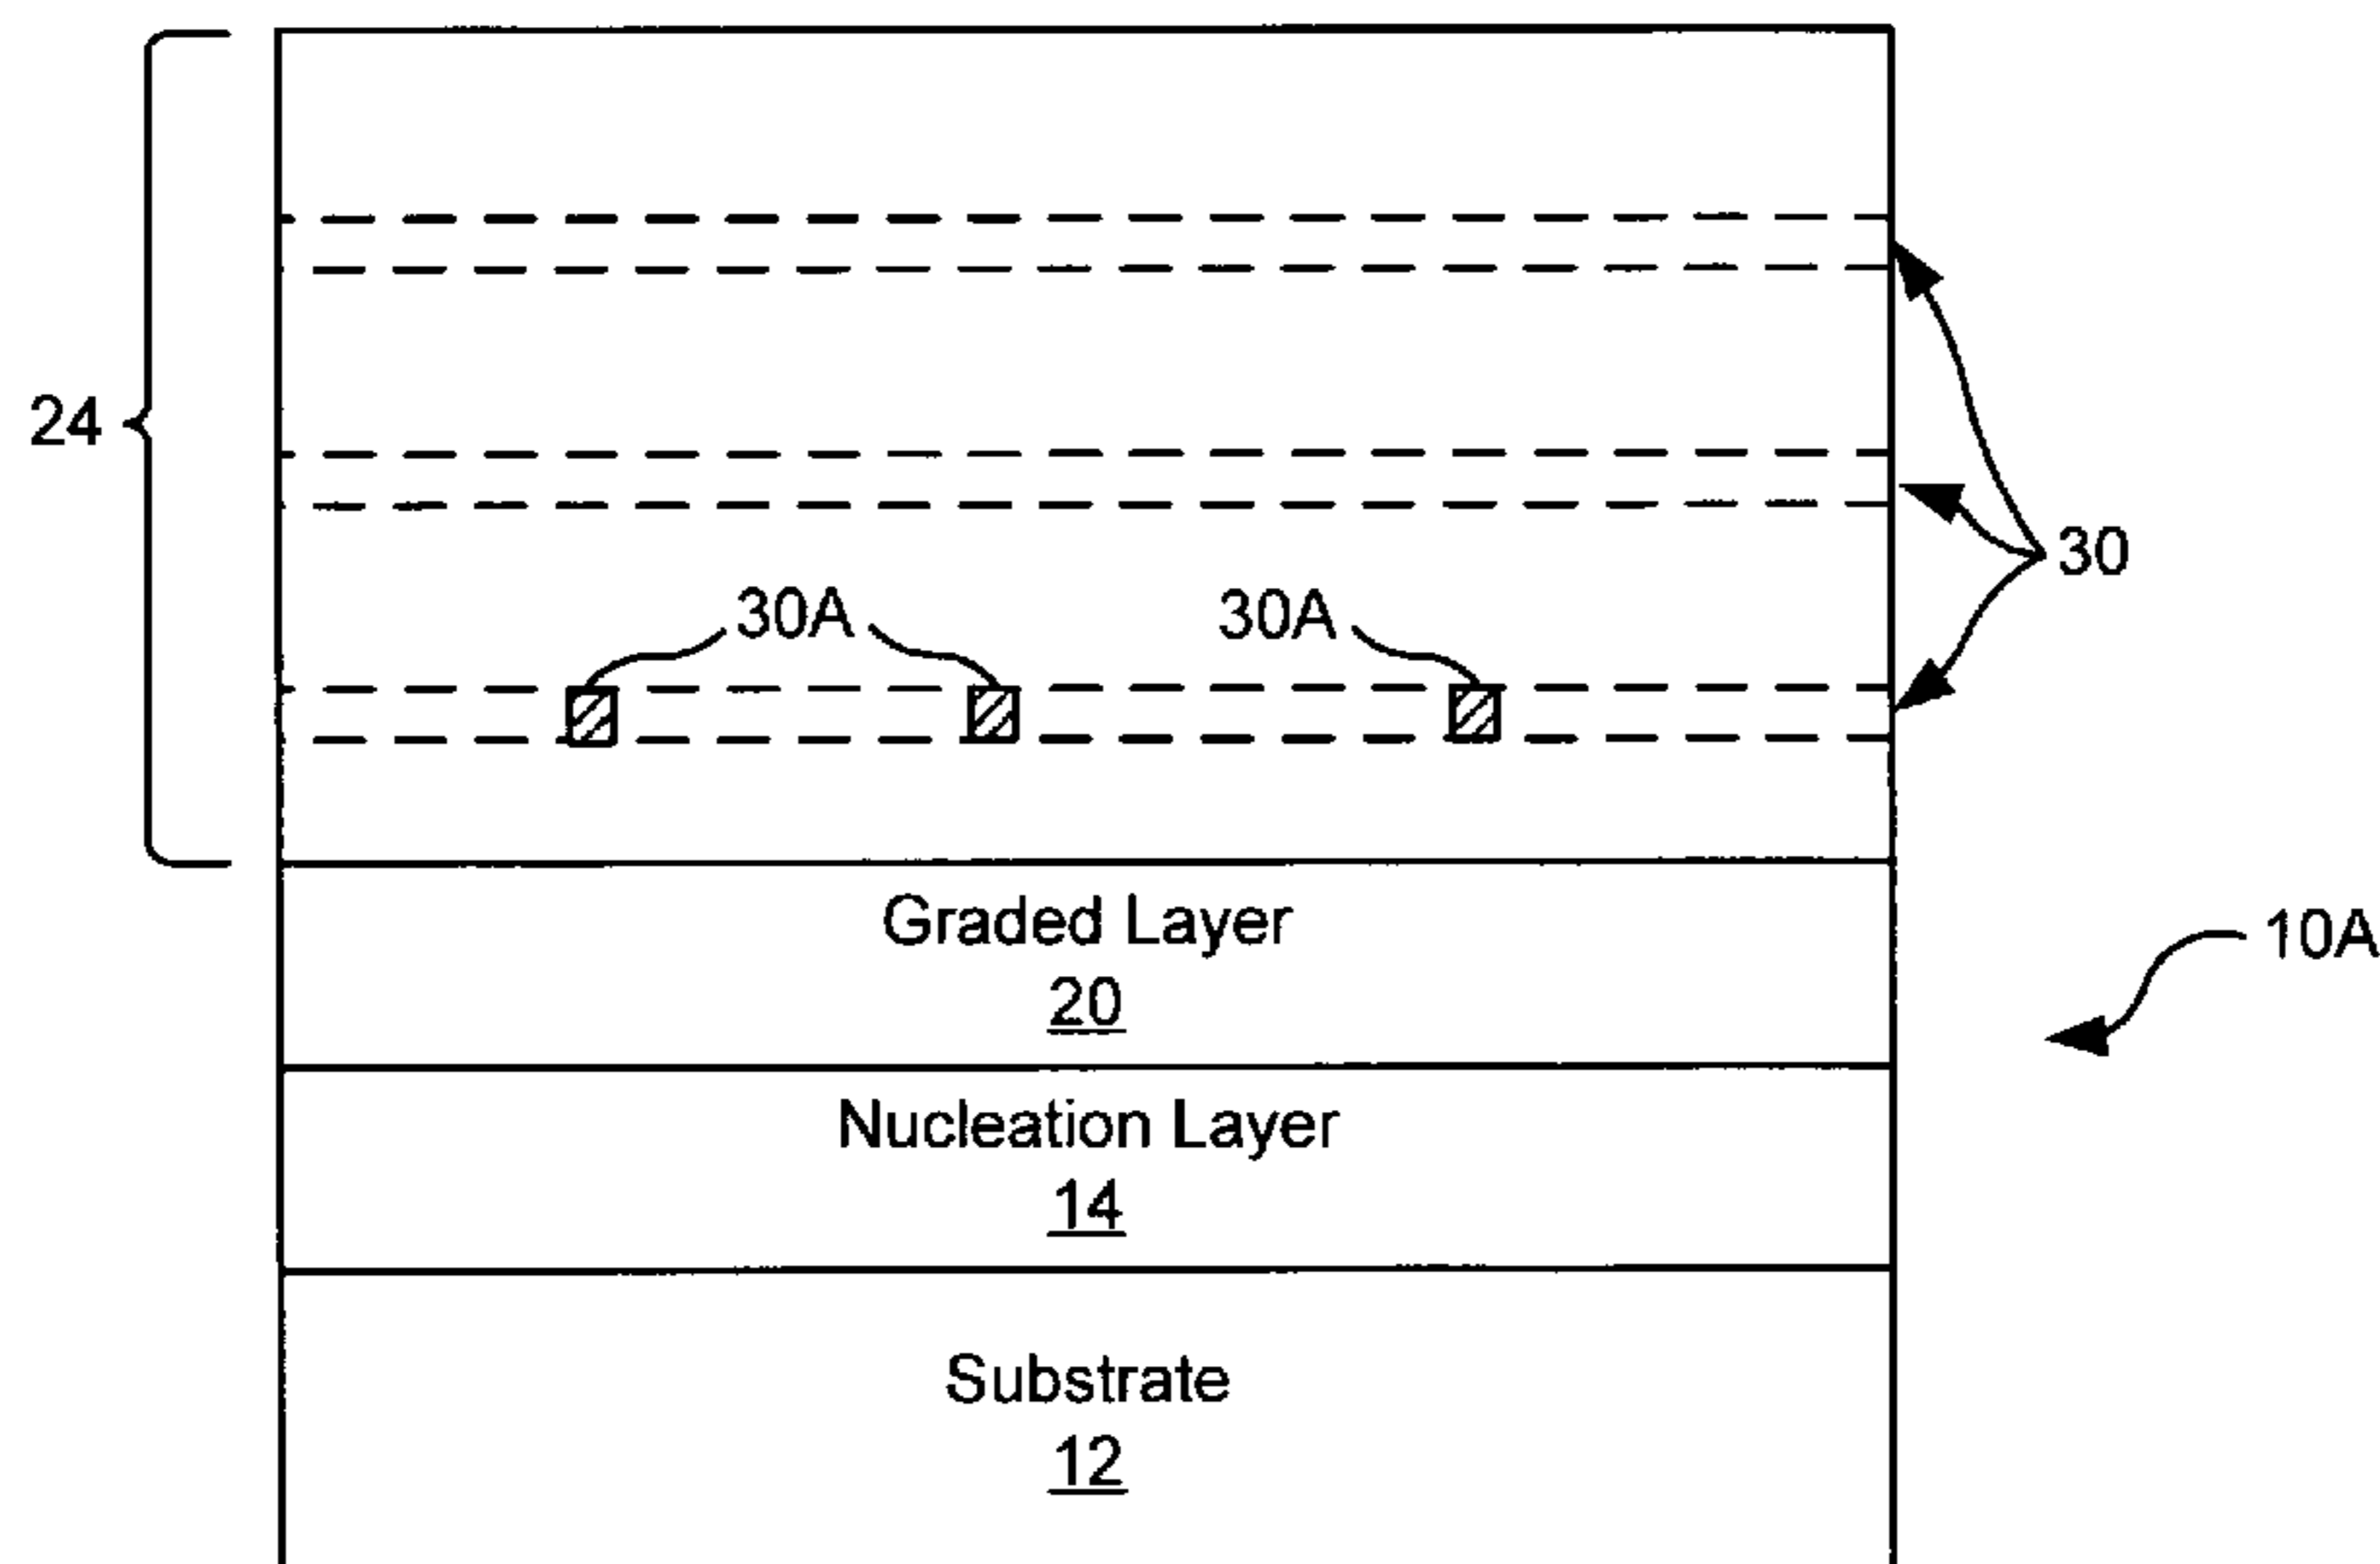 24
30
30A 30A
Graded Layer
20
10A
Nucleation Layer
14
Substrate
12